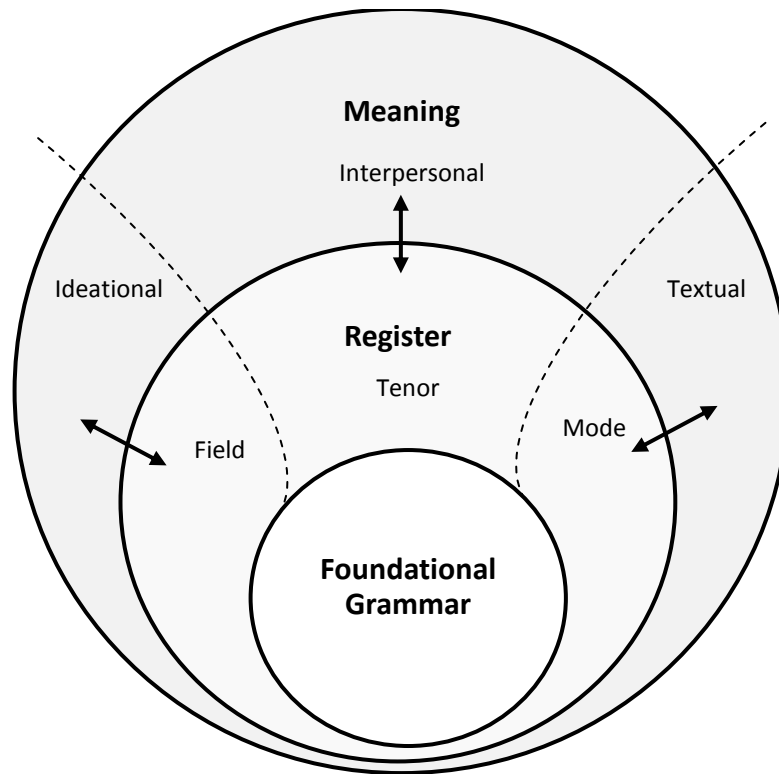 Meaning
Interpersonal
Ideational
Textual
Register
Tenor
Mode
Field
Foundational
Grammar